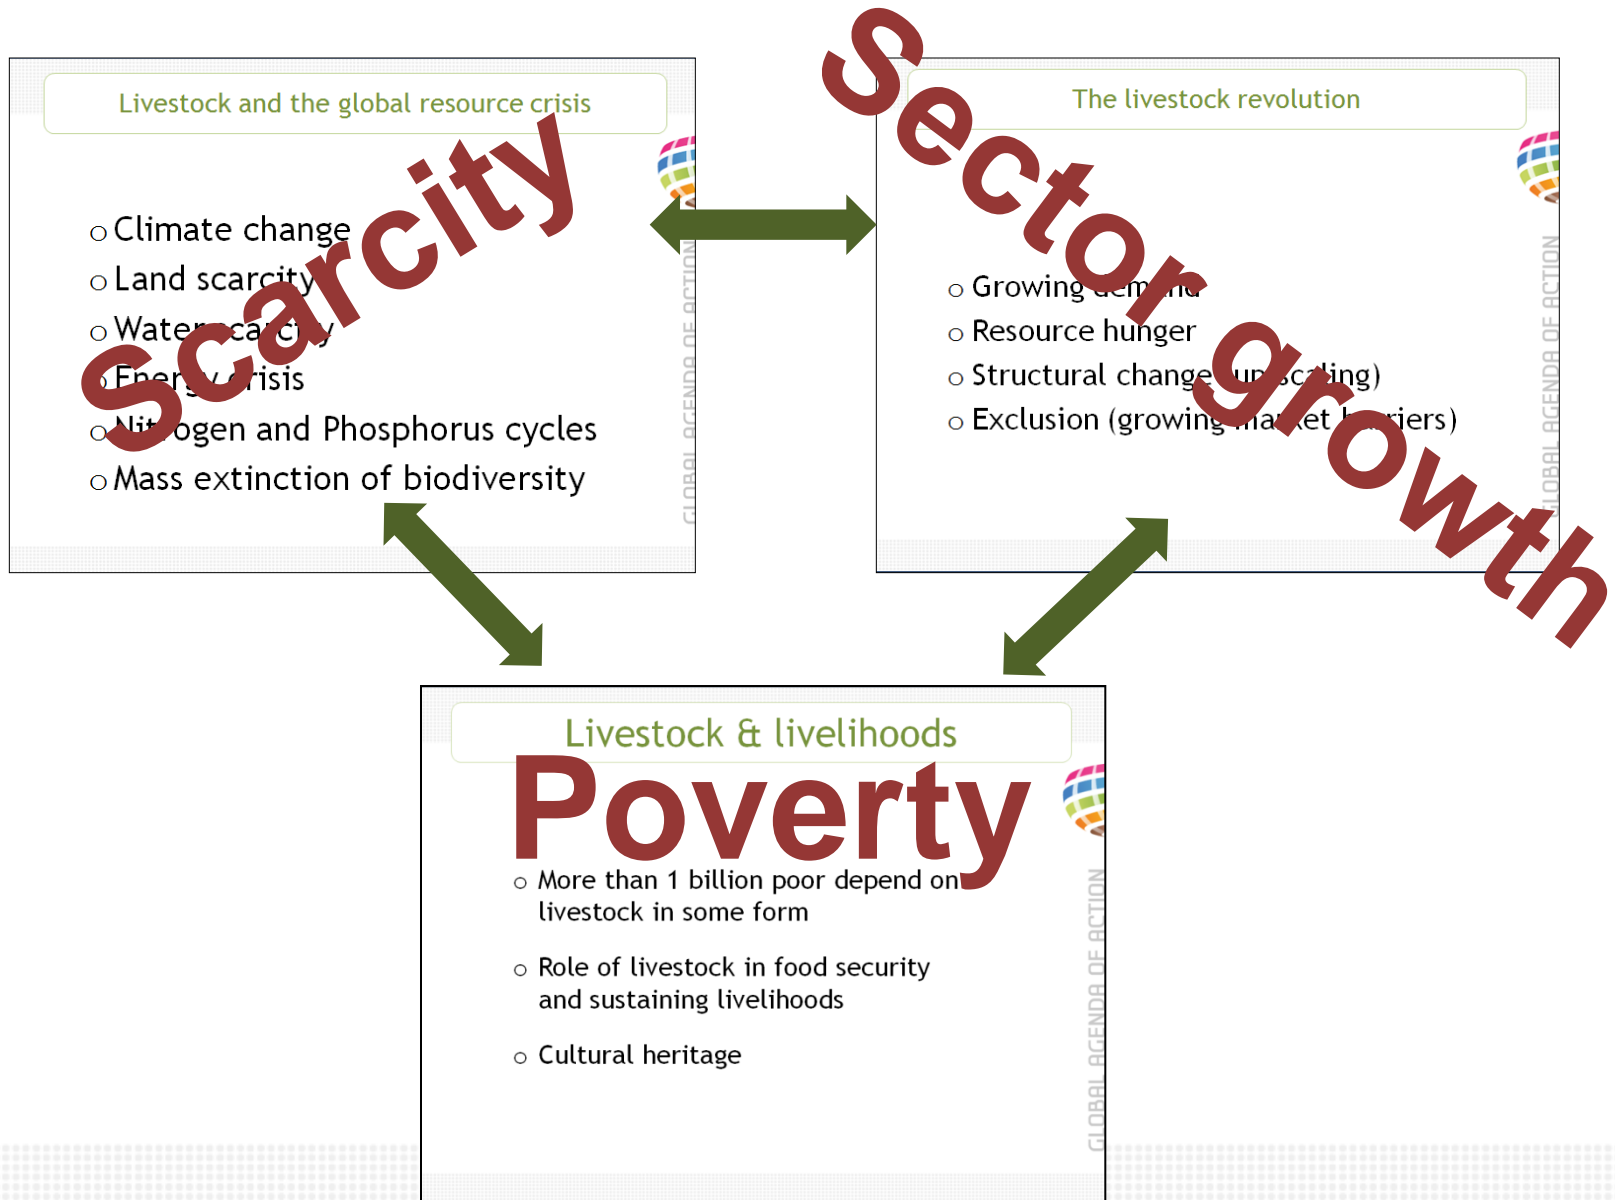 Livestock and the global resource crisis
o Climate change
o Land scarcity
o Water scarcity
o Energy crisis
o Nitrogen and Phosphorus cycles
o Mass extinction of biodiversity
Scarcity
GLOBAL AGENDA OF ACTION
The livestock revolution
o Growing demand
o Resource hunger
o Structural change (up scaling)
o Exclusion (growing market barriers)
Sector growth
GLOBAL AGENDA OF ACTION
Livestock & livelihoods
Poverty
o More than 1 billion poor depend on
livestock in some form
o Role of livestock in food security
and sustaining livelihoods
o Cultural heritage
GLOBAL AGENDA OF ACTION